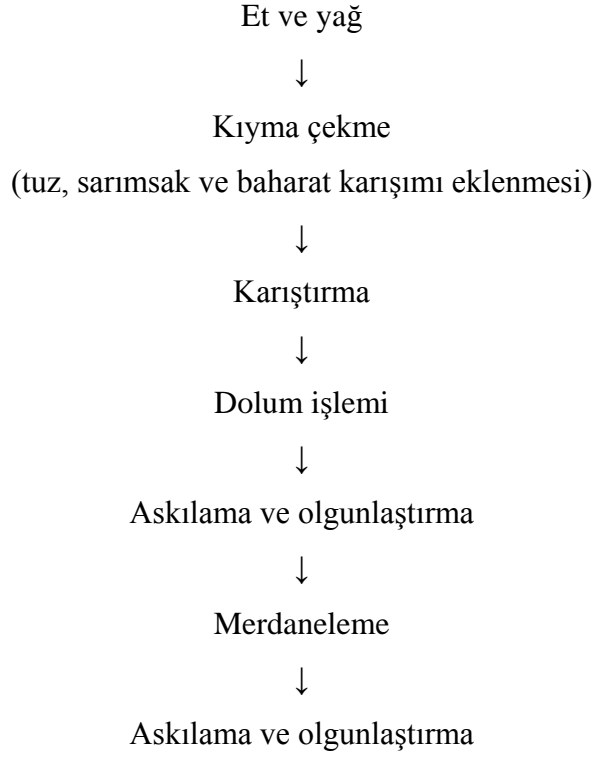 Et ve yağ
↓
Kıyma çekme
(tuz, sarımsak ve baharat karışımı eklenmesi)
↓
Karıştırma
↓
Dolum işlemi
↓
Askılama ve olgunlaştırma
↓
Merdaneleme
↓
Askılama ve olgunlaştırma